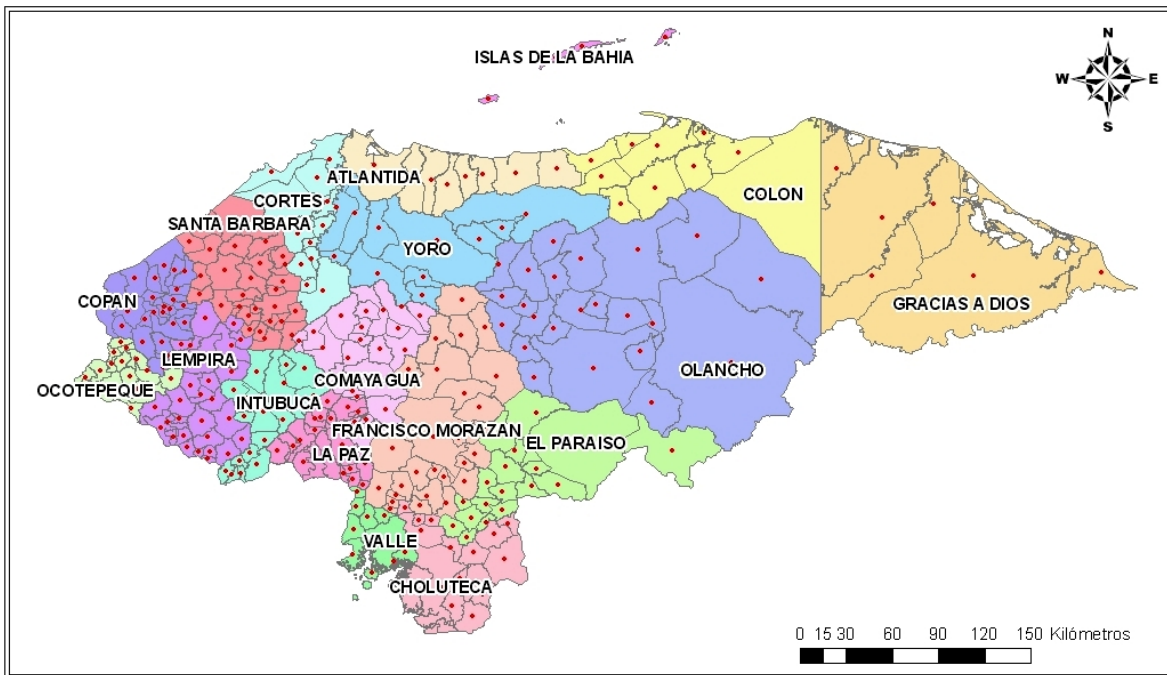 N
ISLAS DE LA BAHIA
W E
S
ATLANTIDA
COLON
CORTES
SANTA BARBARA
YORO
COPAN
GRACIAS A DIOS
LEMPIRA
OLANCHO
OCOTEPEQUE
COMAYAGUA
INTUBUCA
FRANCISCO MORAZAN
EL PARAISO
LA PAZ
VALLE
CHOLUTECA
0 15 30 60 90 120 150 Kilómetros